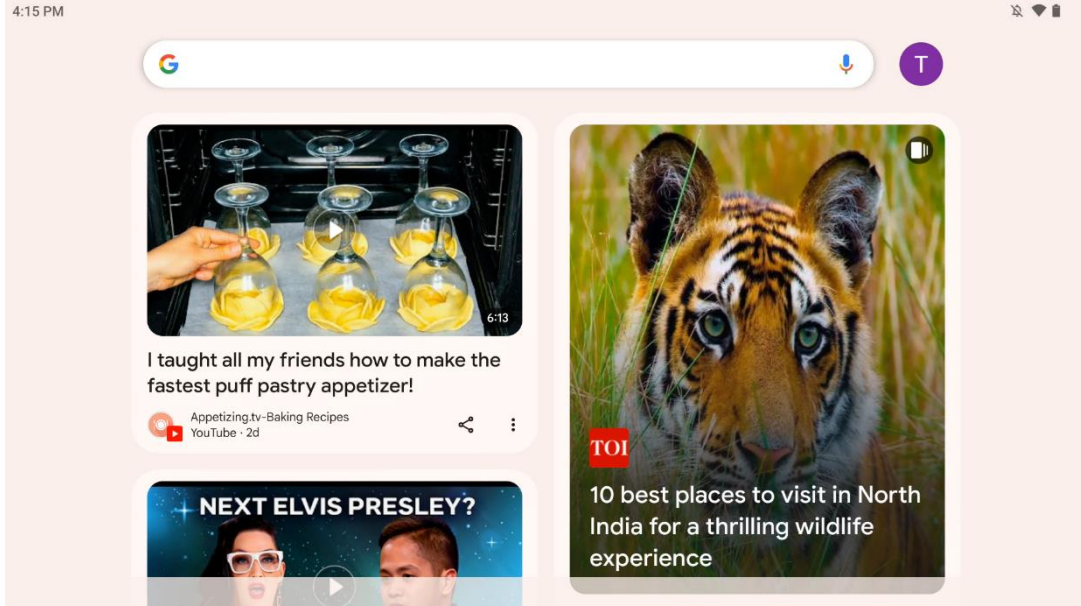 4:15 PM
T
6:13
I taught all my friends how to make the
fastest puff pastry appetizer!
Appetizing.tv-Baking Recipes
YouTube · 2d
NEXT ELVIS PRESLEY?
TOI
10 best places to visit in North
India for a thrilling wildlife
experience